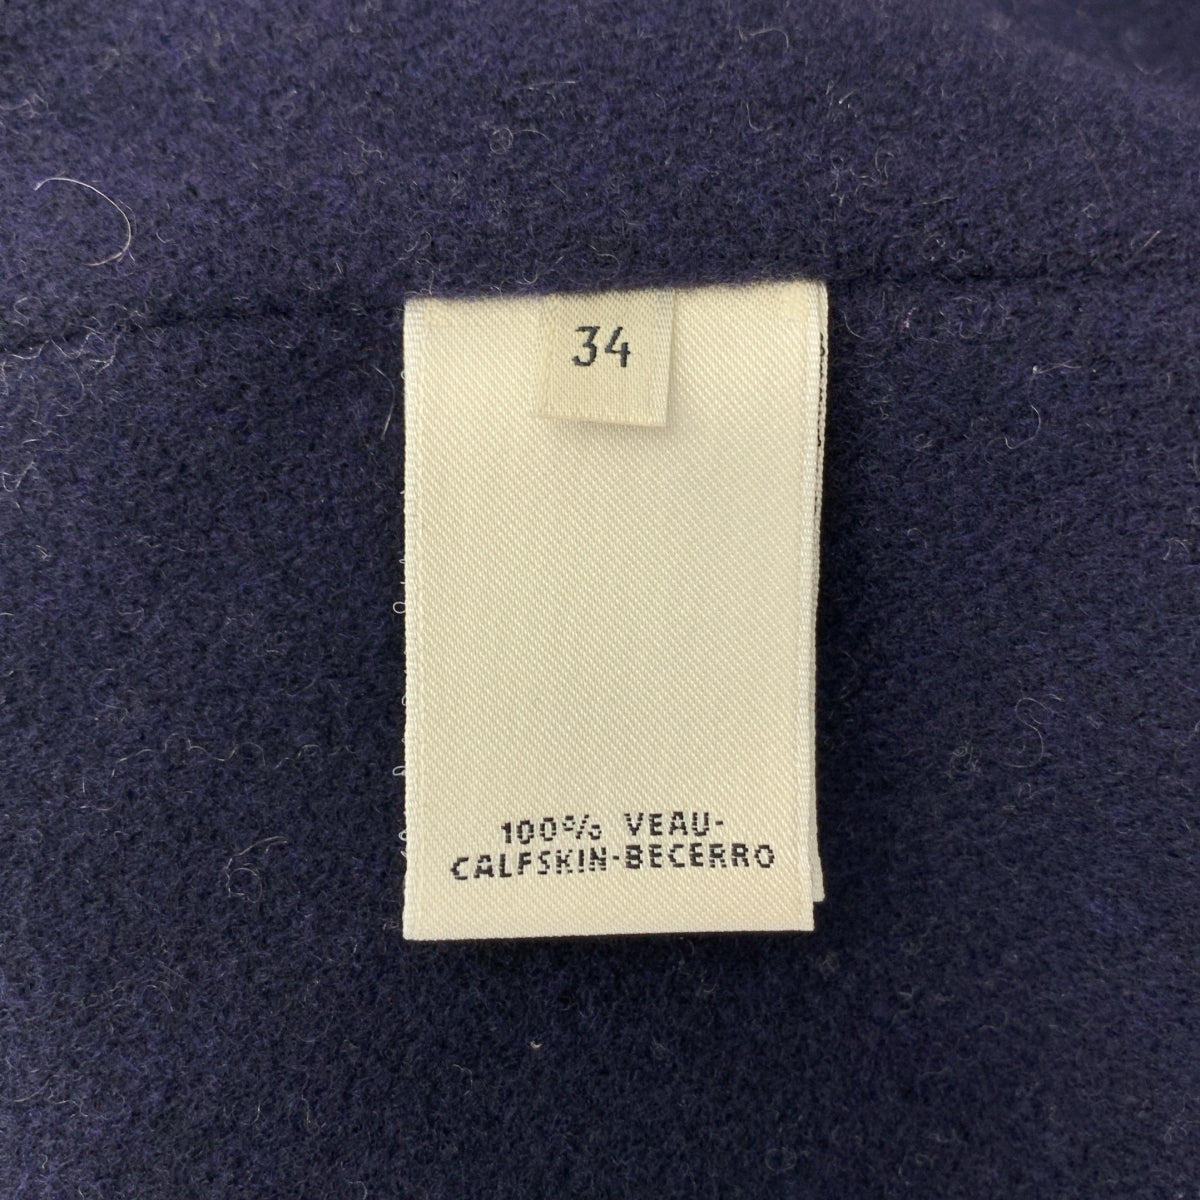 34
100% VEAU-
CALFSKIN-BECERRO